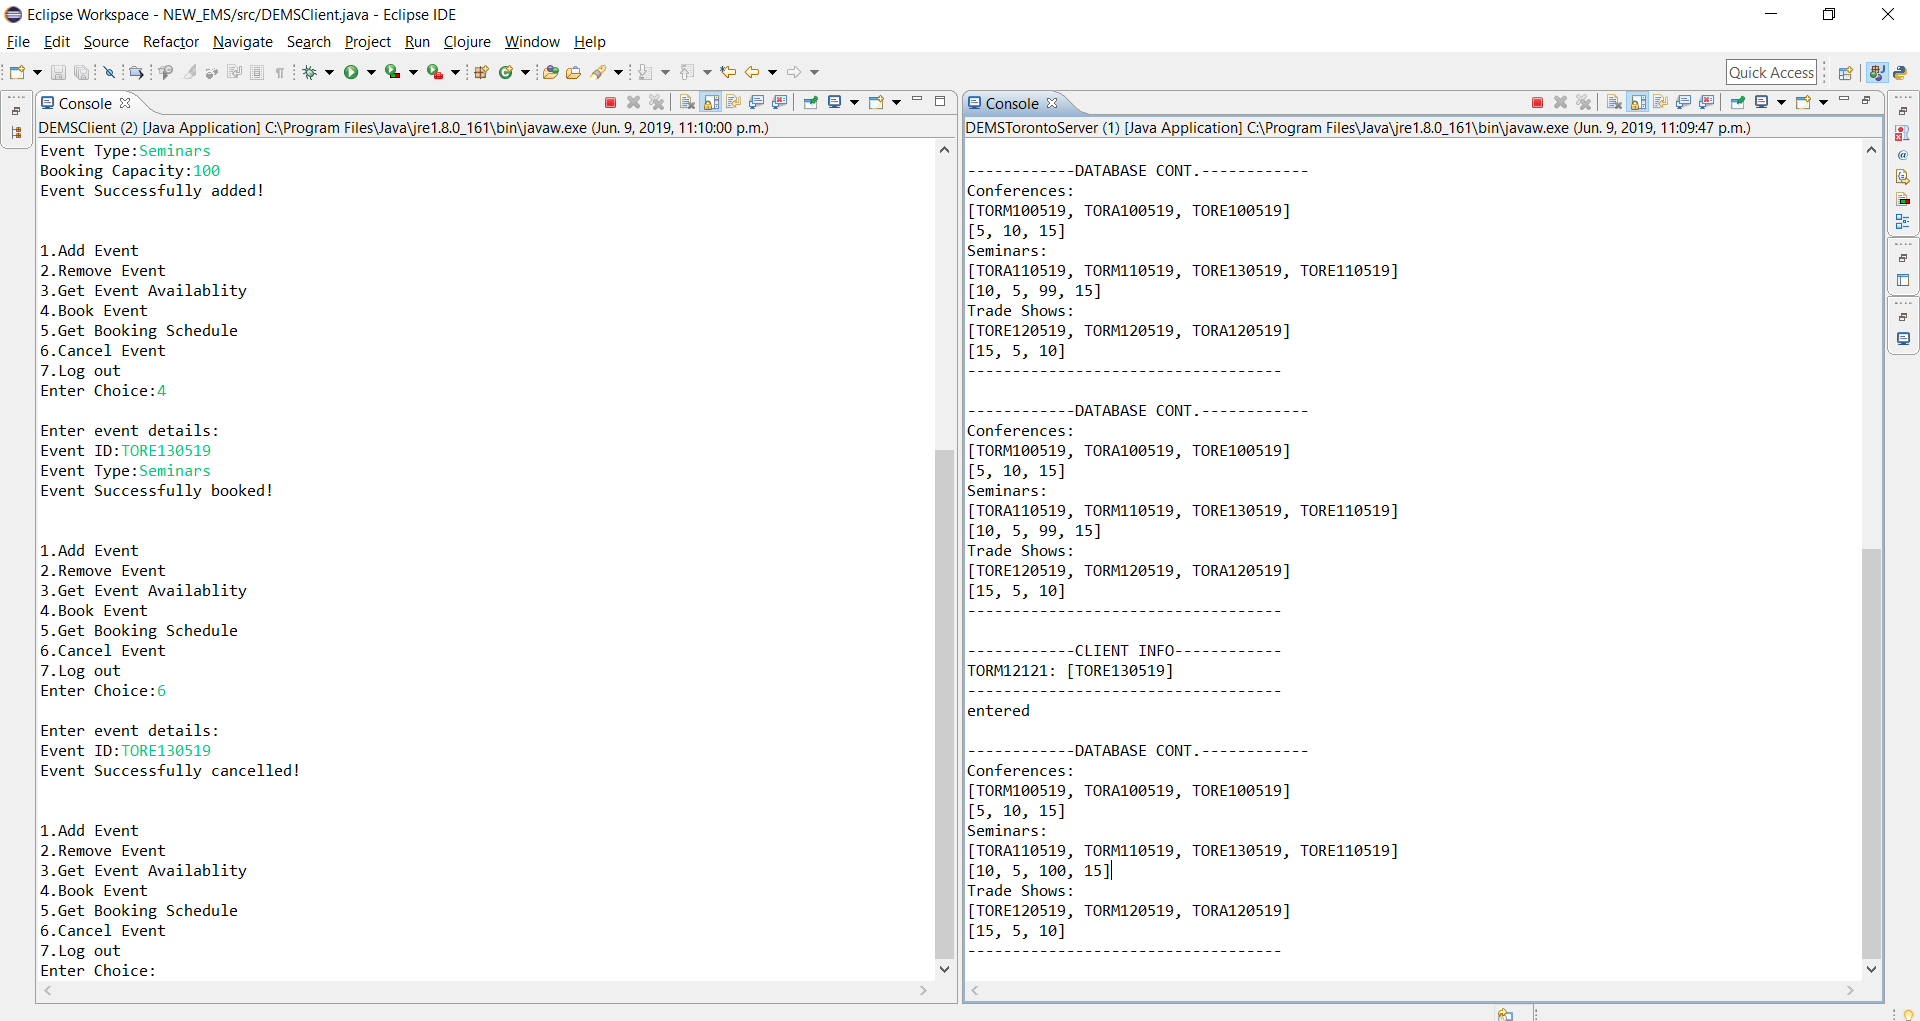 Eclipse Workspace - NEW_EMS/src/DEMSClient.java - Eclipse IDE
File Edit Source Refactor Navigate Search Project Run Clojure Window Help
Quick Access
Console
DEMSClient (2) [Java Application] C:\Program Files\Java\jre1.8.0_161\bin\javaw.exe (Jun. 9, 2019, 11:10:00 p.m.)
Event Type:Seminars
Booking Capacity:100
Event Successfully added!
1.Add Event
2.Remove Event
3.Get Event Availablity
4.Book Event
5.Get Booking Schedule
6.Cancel Event
7.Log out
Enter Choice:4
Enter event details:
Event ID:TORE130519
Event Type:Seminars
Event Successfully booked!
1.Add Event
2.Remove Event
3.Get Event Availablity
4.Book Event
5.Get Booking Schedule
6.Cancel Event
7.Log out
Enter Choice:6
Enter event details:
Event ID:TORE130519
Event Successfully cancelled!
1.Add Event
2.Remove Event
3.Get Event Availablity
4.Book Event
5.Get Booking Schedule
6.Cancel Event
7.Log out
Enter Choice:
Console
DEMSTorontoServer (1) [Java Application] C:\Program Files\Java\jre1.8.0_161\bin\javaw.exe (Jun. 9, 2019, 11:09:47 p.m.)
------------DATABASE CONT.------------
Conferences:
[TORM100519, TORA100519, TORE100519]
[5, 10, 15]
Seminars:
[TORA110519, TORM110519, TORE130519, TORE110519]
[10, 5, 99, 15]
Trade Shows:
[TORE120519, TORM120519, TORA120519]
[15, 5, 10]
-----------------------------------
------------DATABASE CONT.------------
Conferences:
[TORM100519, TORA100519, TORE100519]
[5, 10, 15]
Seminars:
[TORA110519, TORM110519, TORE130519, TORE110519]
[10, 5, 99, 15]
Trade Shows:
[TORE120519, TORM120519, TORA120519]
[15, 5, 10]
-----------------------------------
------------CLIENT INFO------------
TORM12121: [TORE130519]
-----------------------------------
entered
------------DATABASE CONT.------------
Conferences:
[TORM100519, TORA100519, TORE100519]
[5, 10, 15]
Seminars:
[TORA110519, TORM110519, TORE130519, TORE110519]
[10, 5, 100, 15]
Trade Shows:
[TORE120519, TORM120519, TORA120519]
[15, 5, 10]
-----------------------------------